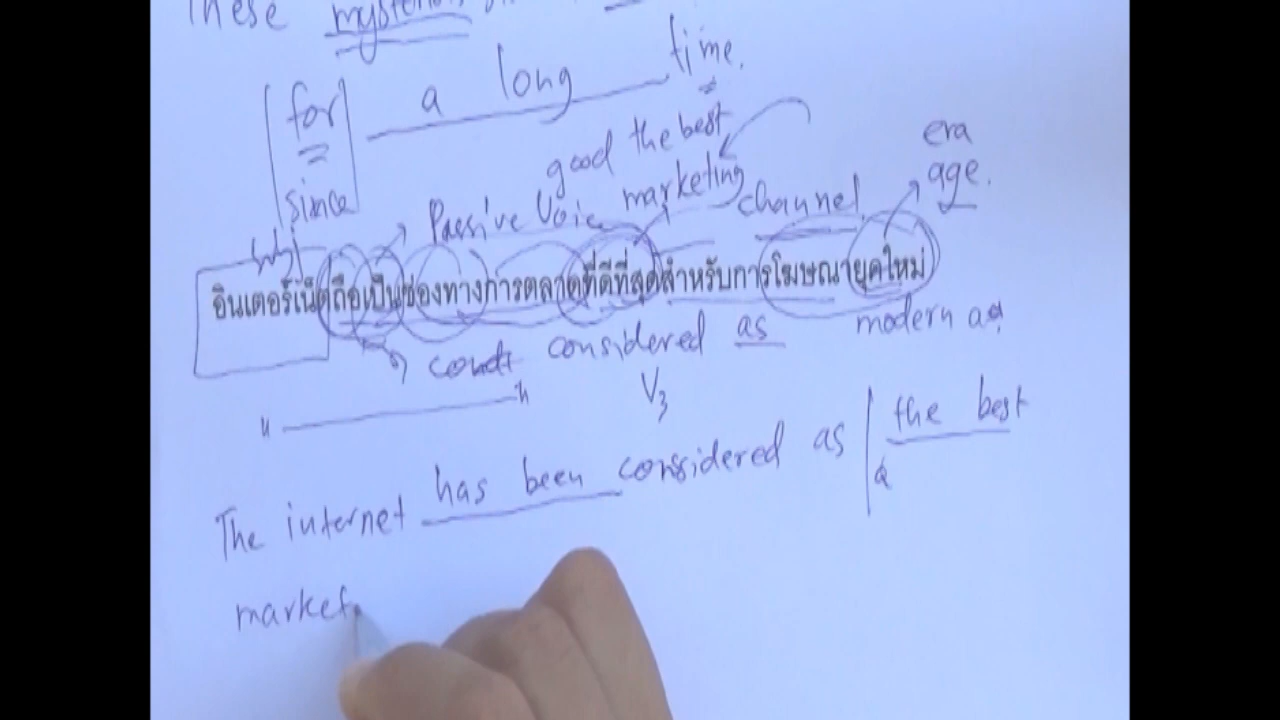 These
for a long time.
since
good the best
era
Passive Voice marketing channel age.
อินเตอร์เน็ตถือเป็นช่องทางการตลาดที่ดีที่สุดสำหรับการโฆษณายุคใหม่
considered as modern
V3
The internet has been considered as the best
market